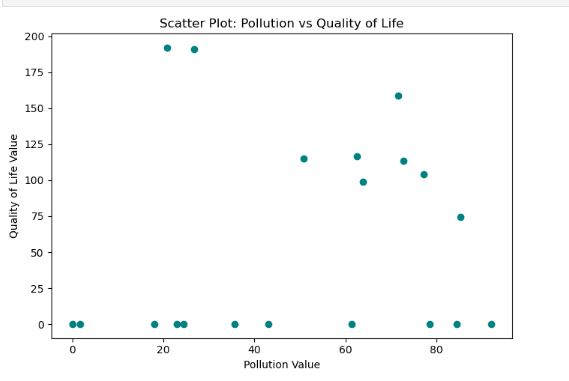 Scatter Plot: Pollution vs Quality of Life
200
175
150
125
100
75
50
25
0
Quality of Life Value
0 20 40 60 80
Pollution Value